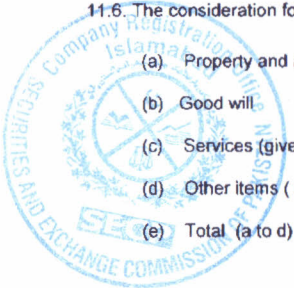 11.6. The consideration fo
(a) Property and
(b) Good will
(c) Services (give
(d) Other items (
(e) Total (a to d)
Company Registration Office
Islamabad
SECURITIES AND EXCHANGE COMMISSION OF PAKISTAN
SECP